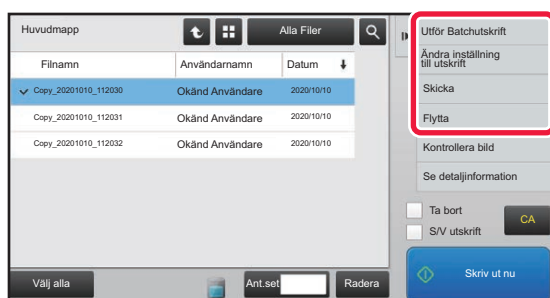 Huvudmapp
Alla Filer
Filnamn
Användarnamn
Datum
Copy_20201010_112030
Okänd Användare
2020/10/10
Copy_20201010_112031
Okänd Användare
2020/10/10
Copy_20201010_112032
Okänd Användare
2020/10/10
Välj alla
Ant.set
Radera
Utför Batchutskrift
Ändra inställning
till utskrift
Skicka
Flytta
Kontrollera bild
Se detaljinformation
Ta bort
S/V utskrift
CA
Skriv ut nu